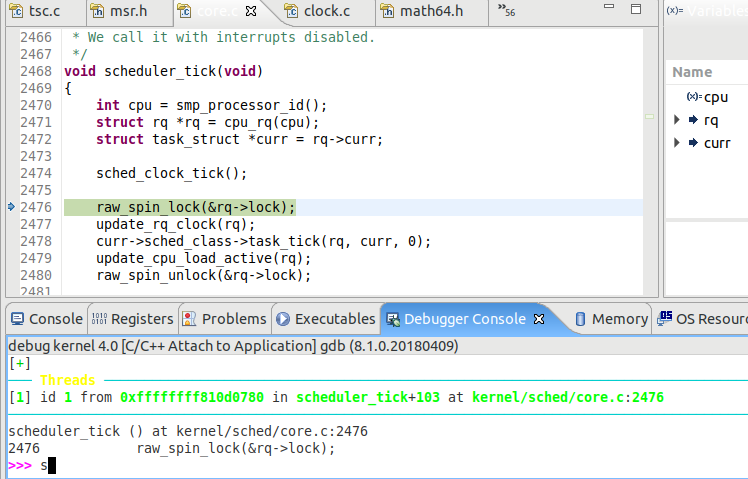 tsc.c msr.h core.c clock.c math64.h »56
(x)= Variables
2466 * We call it with interrupts disabled.
2467 */
2468 void scheduler_tick(void)
2469 {
2470 int cpu = smp_processor_id();
2471 struct rq *rq = cpu_rq(cpu);
2472 struct task_struct *curr = rq->curr;
2473
2474 sched_clock_tick();
2475
2476 raw_spin_lock(&rq->lock);
2477 update_rq_clock(rq);
2478 curr->sched_class->task_tick(rq, curr, 0);
2479 update_cpu_load_active(rq);
2480 raw_spin_unlock(&rq->lock);
2481
Name
(x)= cpu
rq
curr
Console Registers Problems Executables Debugger Console Memory OS Resour
debug kernel 4.0 [C/C++ Attach to Application] gdb (8.1.0.20180409)
[+]
Threads
[1] id 1 from 0xffffffff810d0780 in scheduler_tick+103 at kernel/sched/core.c:2476
scheduler_tick () at kernel/sched/core.c:2476
2476 raw_spin_lock(&rq->lock);
>>> s